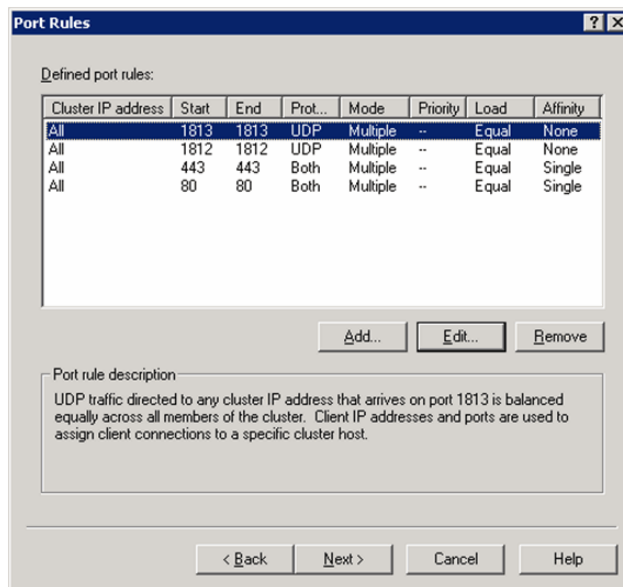 Port Rules
Defined port rules:
Cluster IP address Start End Prot... Mode Priority Load Affinity
All 1813 1813 UDP Multiple -- Equal None
All 1812 1812 UDP Multiple -- Equal None
All 443 443 Both Multiple -- Equal Single
All 80 80 Both Multiple -- Equal Single
Add... Edit... Remove
Port rule description
UDP traffic directed to any cluster IP address that arrives on port 1813 is balanced
equally across all members of the cluster. Client IP addresses and ports are used to
assign client connections to a specific cluster host.
< Back Next > Cancel Help